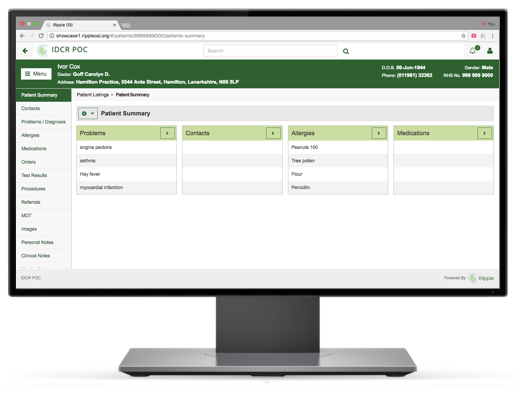 Ripple OSI
showcase1.rippleosi.org/#/patients/9999999000/patients-summary
IDCR POC
Search
Menu
Ivor Cox
Doctor: Goff Carolyn D.
Address: Hamilton Practice, 5544 Ante Street, Hamilton, Lanarkshire, N06 5LP
D.O.B. 06-Jun-1944
Gender: Male
Phone: (011981) 32362
NHS No. 999 999 9000
Patient Summary
Contacts
Problems / Diagnosis
Allergies
Medications
Orders
Test Results
Procedures
Referrals
MDT
Images
Personal Notes
Clinical Notes
Patient Listings
Patient Summary
Patient Summary
Problems
angina pectoris
asthma
Hay fever
myocardial infarction
Contacts
Allergies
Peanuts 100
Tree pollen
Flour
Penicillin
Medications
IDCR POC
Powered By
Ripple